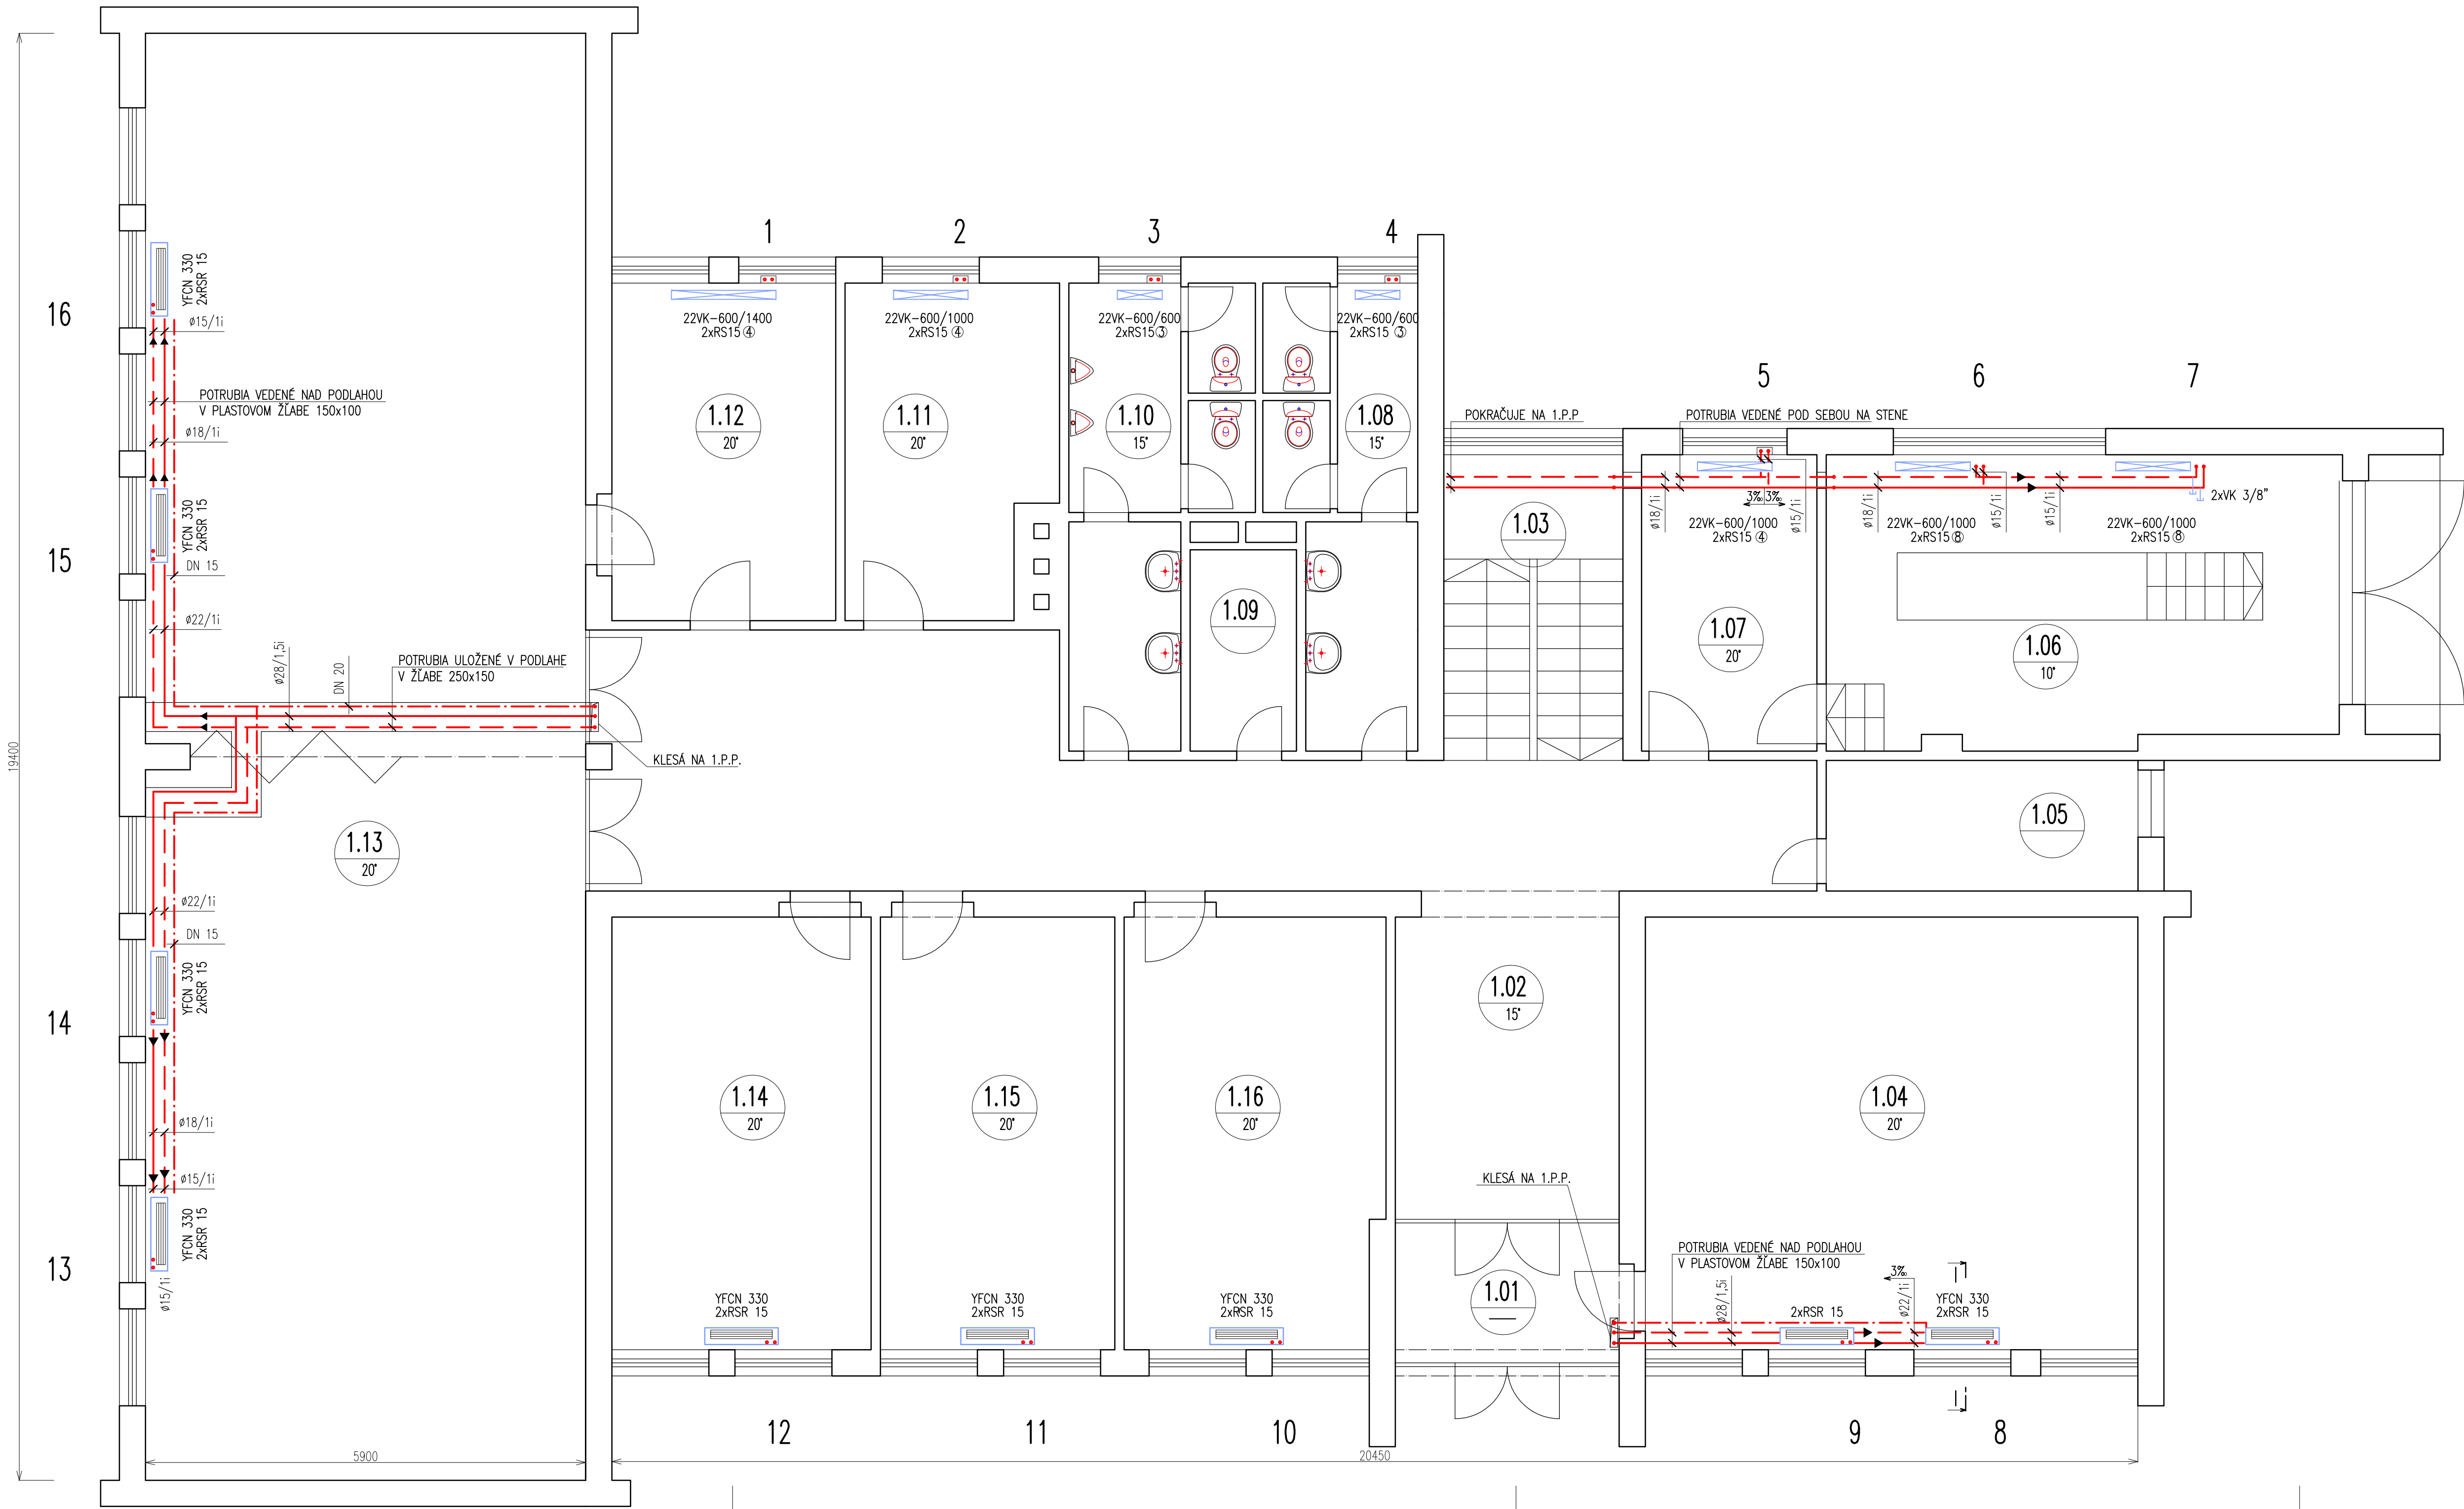 1
2
3
4
16
YFCN 330
2xRSR 15
ø15/1i
22VK-600/1400
2xRS15 ④
22VK-600/1000
2xRS15 ④
22VK-600/600
2xRS15 ③
22VK-600/600
2xRS15 ③
5
6
7
POTRUBIA VEDENÉ NAD PODLAHOU
V PLASTOVOM ŽĽABE 150x100
ø18/1i
1.12
20°
1.11
20°
1.10
15°
1.08
15°
POKRAČUJE NA 1.P.P
POTRUBIA VEDENÉ POD SEBOU NA STENE
15
YFCN 330
2xRSR 15
DN 15
ø22/1i
1.03
ø18/1i
3‰
3‰
ø15/1i
22VK-600/1000
2xRS15 ④
ø18/1i
22VK-600/1000
2xRS15 ⑧
ø15/1i
ø15/1i
22VK-600/1000
2xRS15 ⑧
2xVK 3/8"
1.09
1.07
20°
1.06
10°
ø28/1,5i
DN 20
POTRUBIA ULOŽENÉ V PODLAHE
V ŽĽABE 250x150
KLESÁ NA 1.P.P.
19400
1.13
20°
1.05
ø22/1i
DN 15
14
YFCN 330
2xRSR 15
1.02
15°
1.14
20°
1.15
20°
1.16
20°
1.04
20°
ø18/1i
ø15/1i
KLESÁ NA 1.P.P.
13
YFCN 330
2xRSR 15
ø15/1i
POTRUBIA VEDENÉ NAD PODLAHOU
V PLASTOVOM ŽĽABE 150x100
1.01
YFCN 330
2xRSR 15
YFCN 330
2xRSR 15
YFCN 330
2xRSR 15
ø28/1,5i
2xRSR 15
3‰
ø22/1i
YFCN 330
2xRSR 15
I
I
12
11
10
9
8
5900
20450